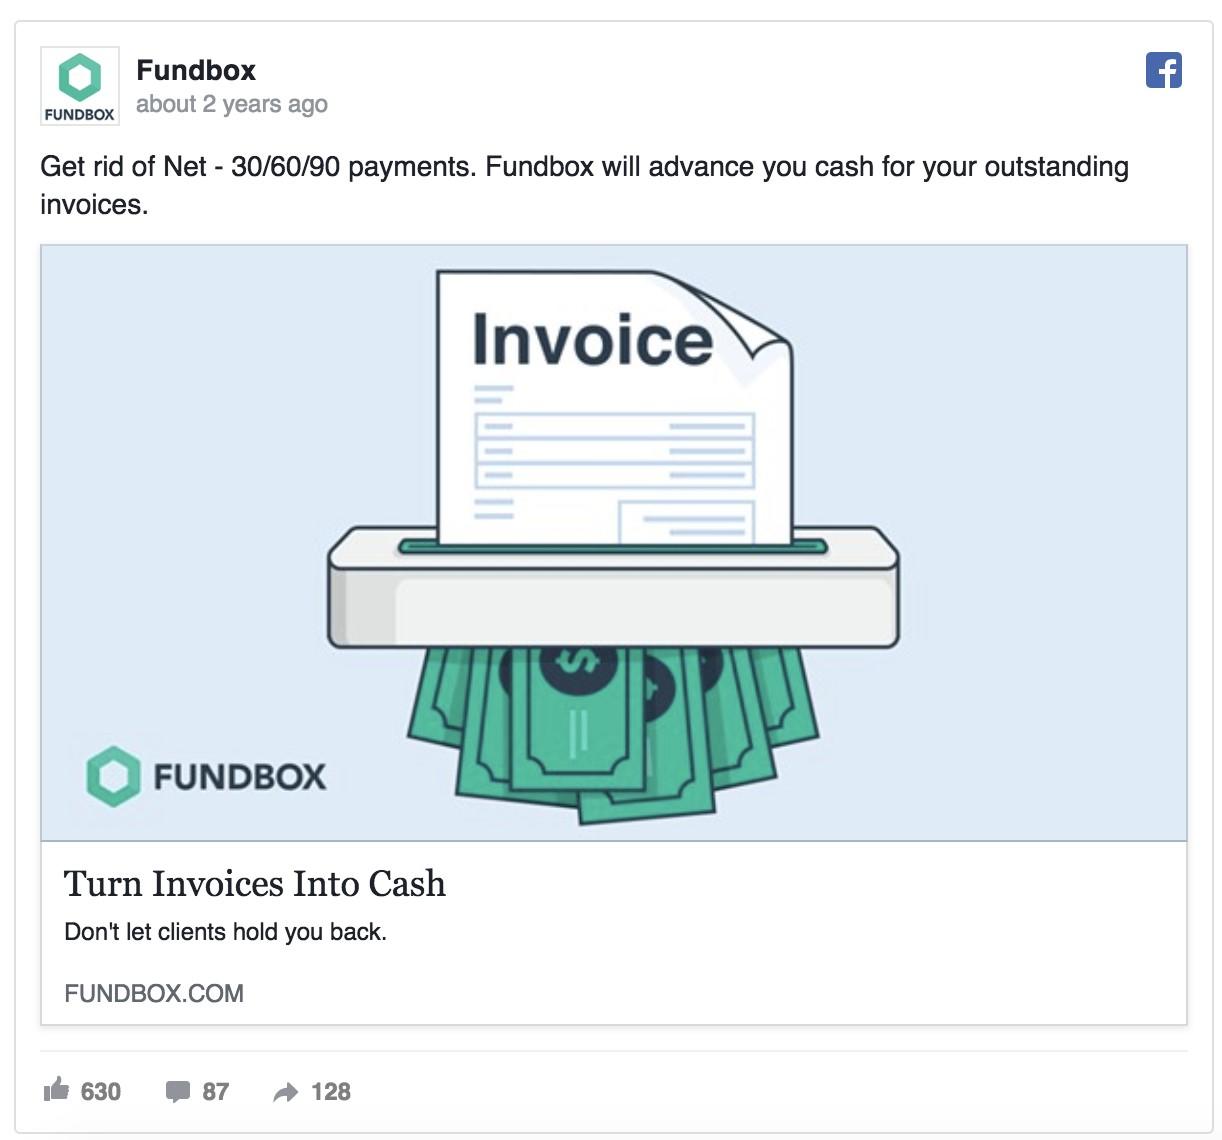 FUNDBOX
Fundbox
about 2 years ago
Get rid of Net - 30/60/90 payments. Fundbox will advance you cash for your outstanding
invoices.
Invoice
$
FUNDBOX
Turn Invoices Into Cash
Don't let clients hold you back.
FUNDBOX.COM
630 87 128